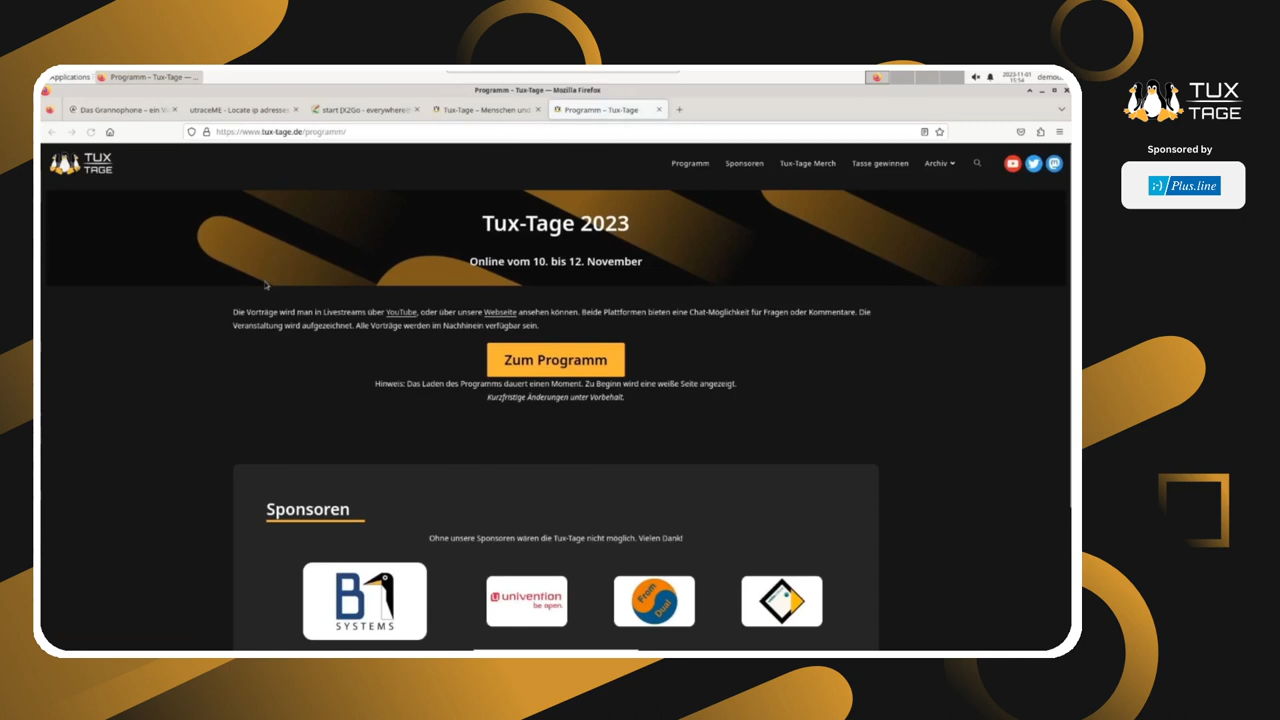 Applications
Programm – Tux-Tage — ...
2023-11-01
15:54
demou..
Programm – Tux-Tage — Mozilla Firefox
Das Grannophone – ein Vi
utraceME - Locate ip adresses
start [X2Go - everywhere@
Tux-Tage – Menschen und
Programm – Tux-Tage
https://www.tux-tage.de/programm/
TUX
TAGE
Programm
Sponsoren
Tux-Tage Merch
Tasse gewinnen
Archiv
Tux-Tage 2023
Online vom 10. bis 12. November
Die Vorträge wird man in Livestreams über YouTube, oder über unsere Webseite ansehen können. Beide Plattformen bieten eine Chat-Möglichkeit für Fragen oder Kommentare. Die
Veranstaltung wird aufgezeichnet. Alle Vorträge werden im Nachhinein verfügbar sein.
Zum Programm
Hinweis: Das Laden des Programms dauert einen Moment. Zu Beginn wird eine weiße Seite angezeigt.
Kurzfristige Änderungen unter Vorbehalt.
Sponsoren
Ohne unsere Sponsoren wären die Tux-Tage nicht möglich. Vielen Dank!
B1
SYSTEMS
u univention
be open.
From
Dual
TUX
TAGE
Sponsored by
:-) Plus.line